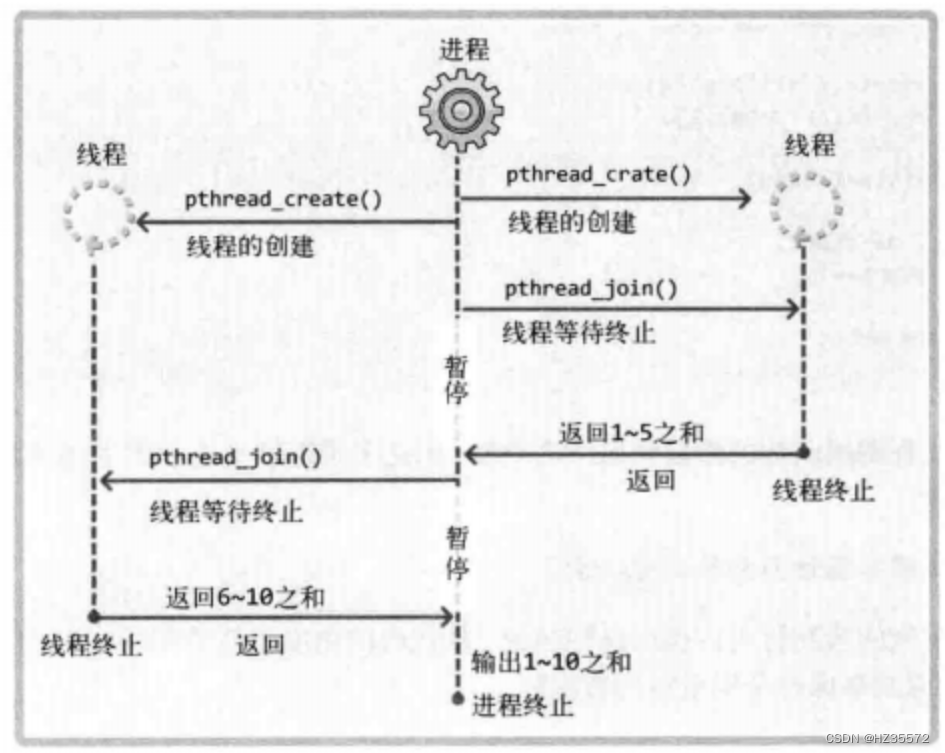 进程
线程
线程
pthread_crate()
pthread_create()
线程的创建
线程的创建
pthread_join()
线程等待终止
暂停
返回1~5之和
pthread_join()
返回
线程终止
线程等待终止
暂停
返回6~10之和
线程终止
返回
输出1~10之和
进程终止
CSDN @HZ35572